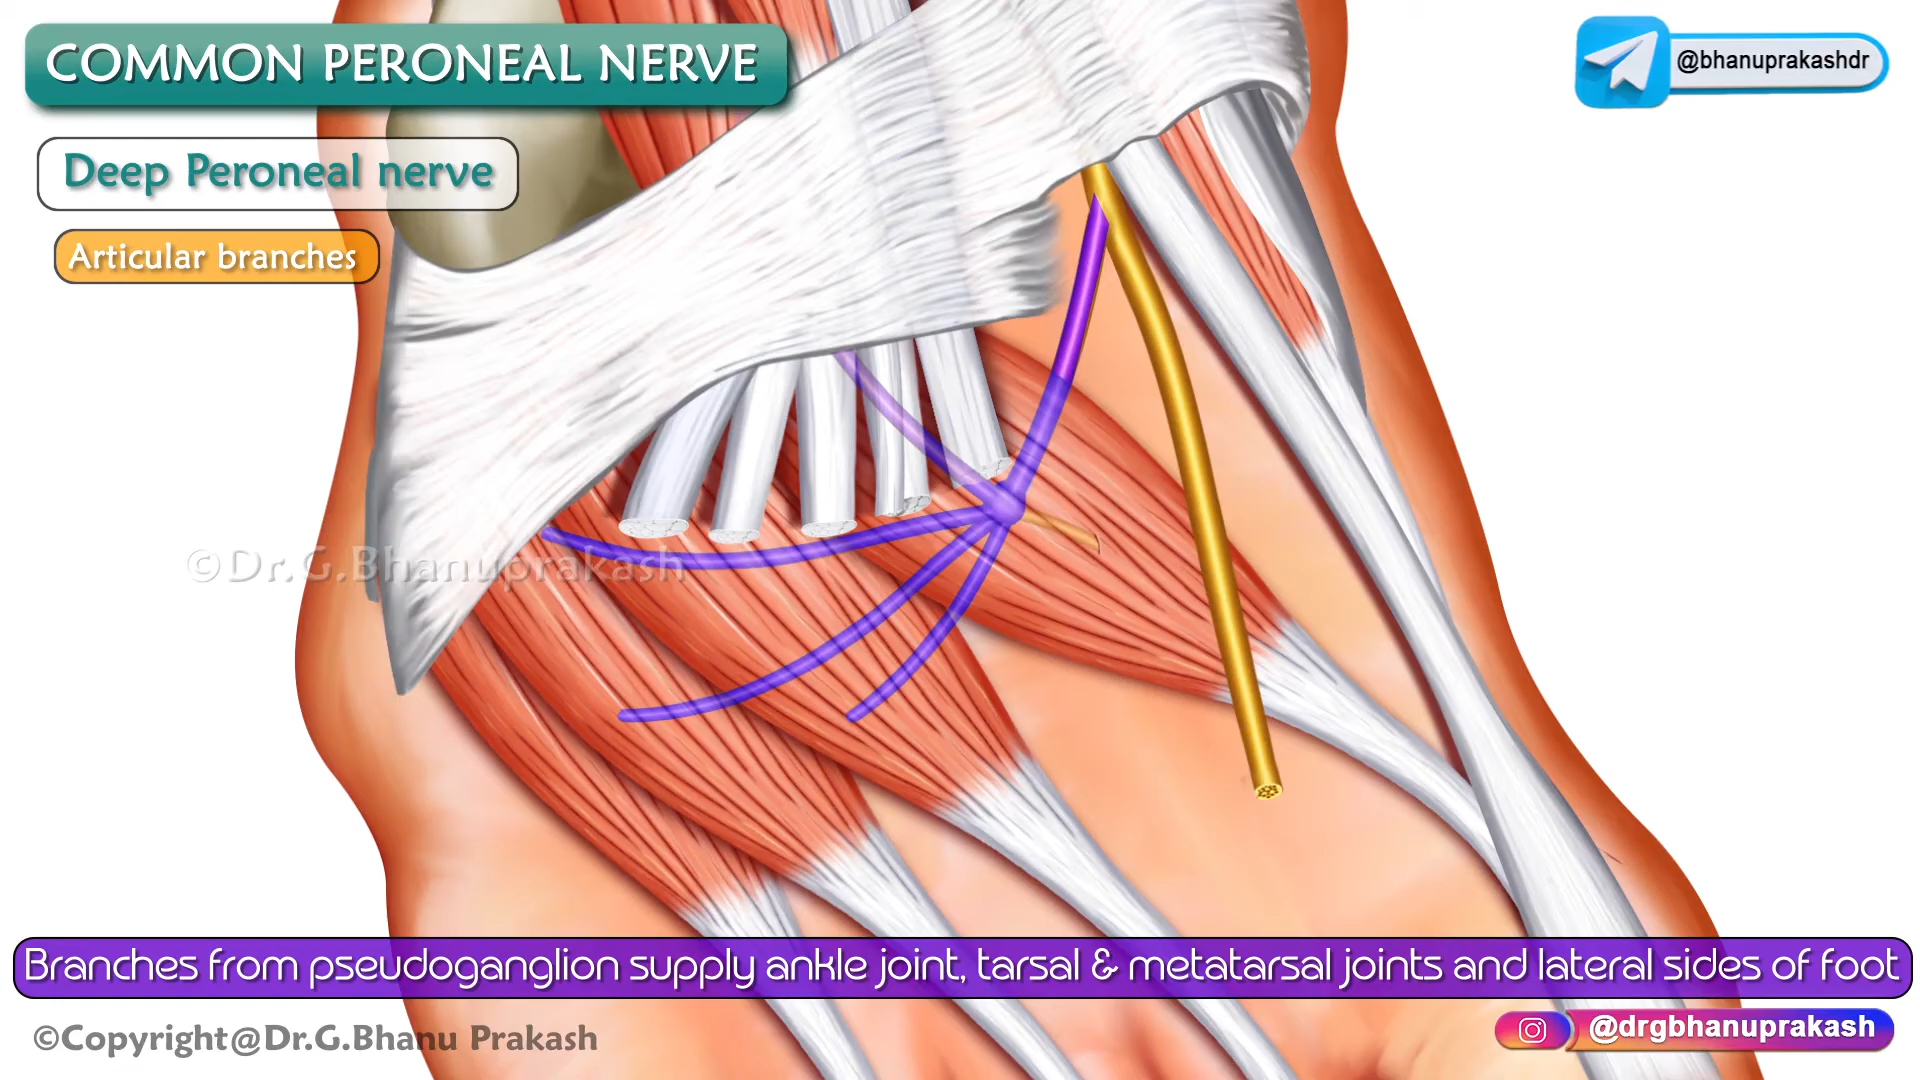 COMMON PERONEAL NERVE
@bhanuprakashdr
Deep Peroneal nerve
Articular branches
©Dr.G.Bhanuprakash
Branches from pseudoganglion supply ankle joint, tarsal & metatarsal joints and lateral sides of foot
©Copyright@Dr.G.Bhanu Prakash
@drgbhanuprakash